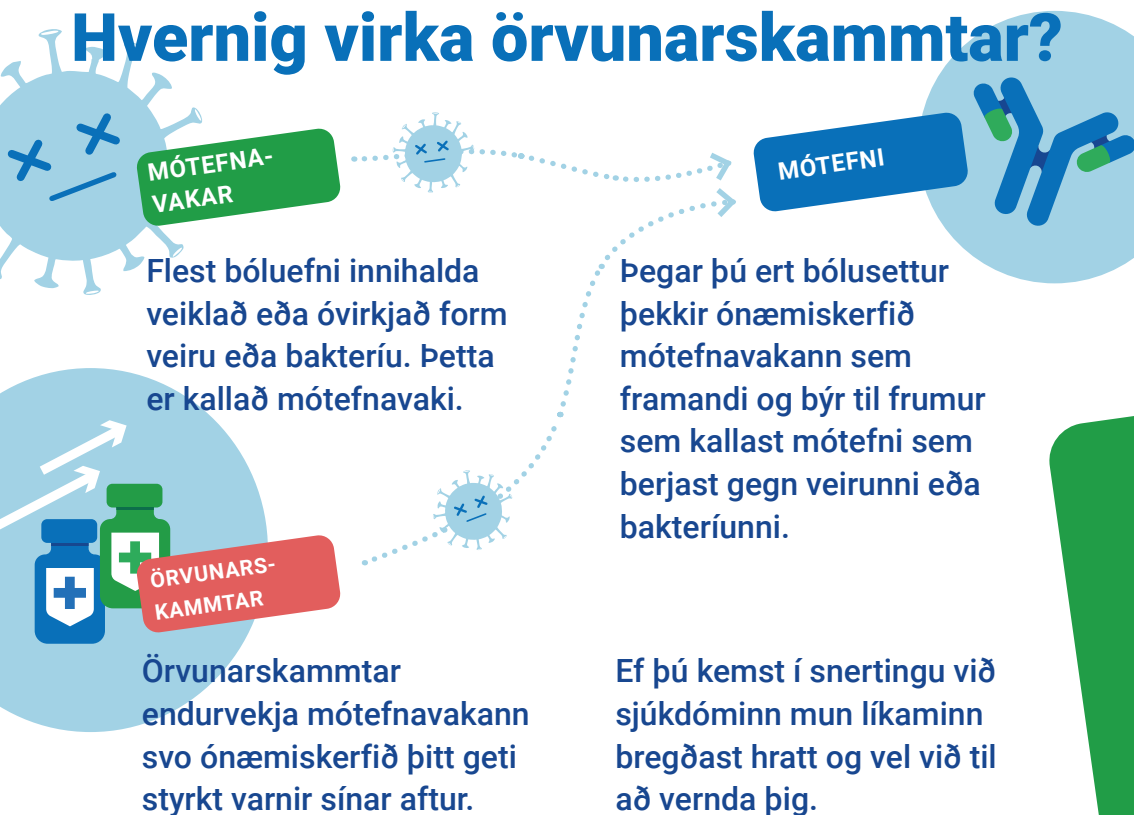 Hvernig virka örvunarskammtar?
MÓTEFNA-
VAKAR
Flest bóluefni innihalda
veiklað eða óvirkjað form
veiru eða bakteríu. Þetta
er kallað mótefnavaki.
MÓTEFNI
Þegar þú ert bólusettur
þekkir ónæmiskerfið
mótefnavakann sem
framandi og býr til frumur
sem kallast mótefni sem
berjast gegn veirunni eða
bakteríunni.
ÖRVUNARS-
KAMMTAR
Örvunarskammtar
endurvekja mótefnavakann
svo ónæmiskerfið þitt geti
styrkt varnir sínar aftur.
Ef þú kemst í snertingu við
sjúkdóminn mun líkaminn
bregðast hratt og vel við til
að vernda þig.